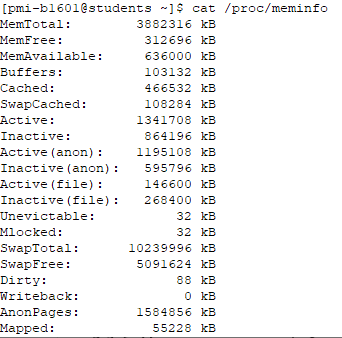 [pmi-b1601@students ~]$ cat /proc/meminfo
MemTotal: 3882316 kB
MemFree: 312696 kB
MemAvailable: 636000 kB
Buffers: 103132 kB
Cached: 466532 kB
SwapCached: 108284 kB
Active: 1341708 kB
Inactive: 864196 kB
Active(anon): 1195108 kB
Inactive(anon): 595796 kB
Active(file): 146600 kB
Inactive(file): 268400 kB
Unevictable: 32 kB
Mlocked: 32 kB
SwapTotal: 10239996 kB
SwapFree: 5091624 kB
Dirty: 88 kB
Writeback: 0 kB
AnonPages: 1584856 kB
Mapped: 55228 kB